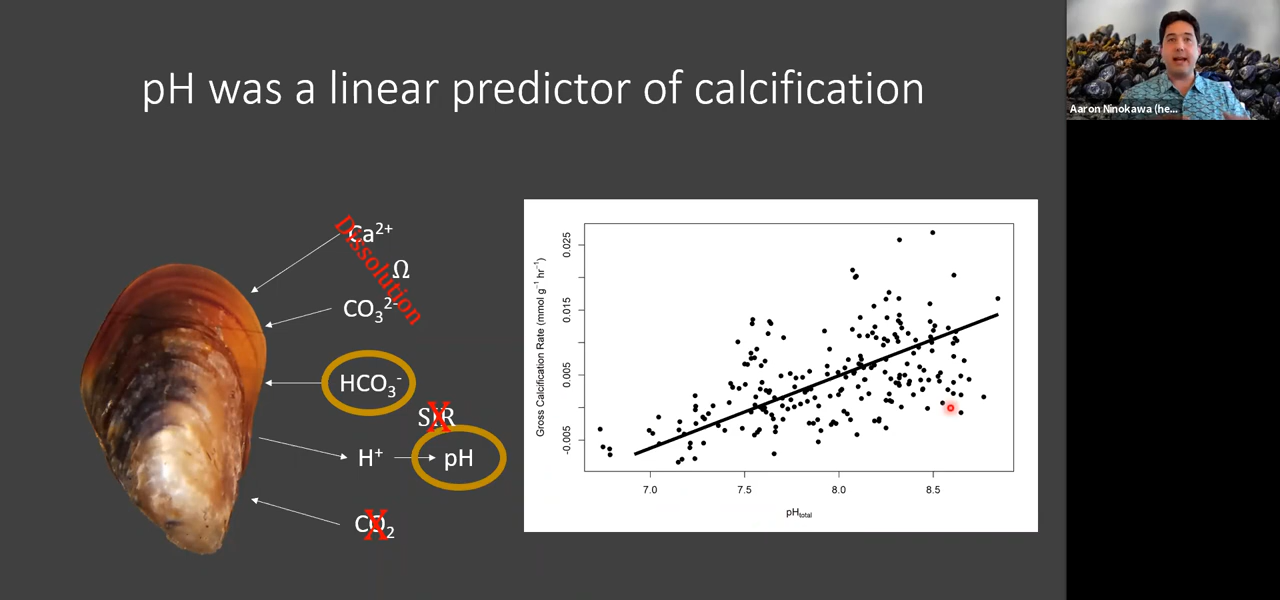 pH was a linear predictor of calcification
Aaron Ninokawa (he...
Ca²⁺
Dissolution
Ω
CO₃²⁻
HCO₃⁻
SIR
X
H⁺
pH
CO₂
X
Gross Calcification Rate (mmol g⁻¹ hr⁻¹)
0.025
0.015
0.005
-0.005
7.0 7.5 8.0 8.5
pHtotal